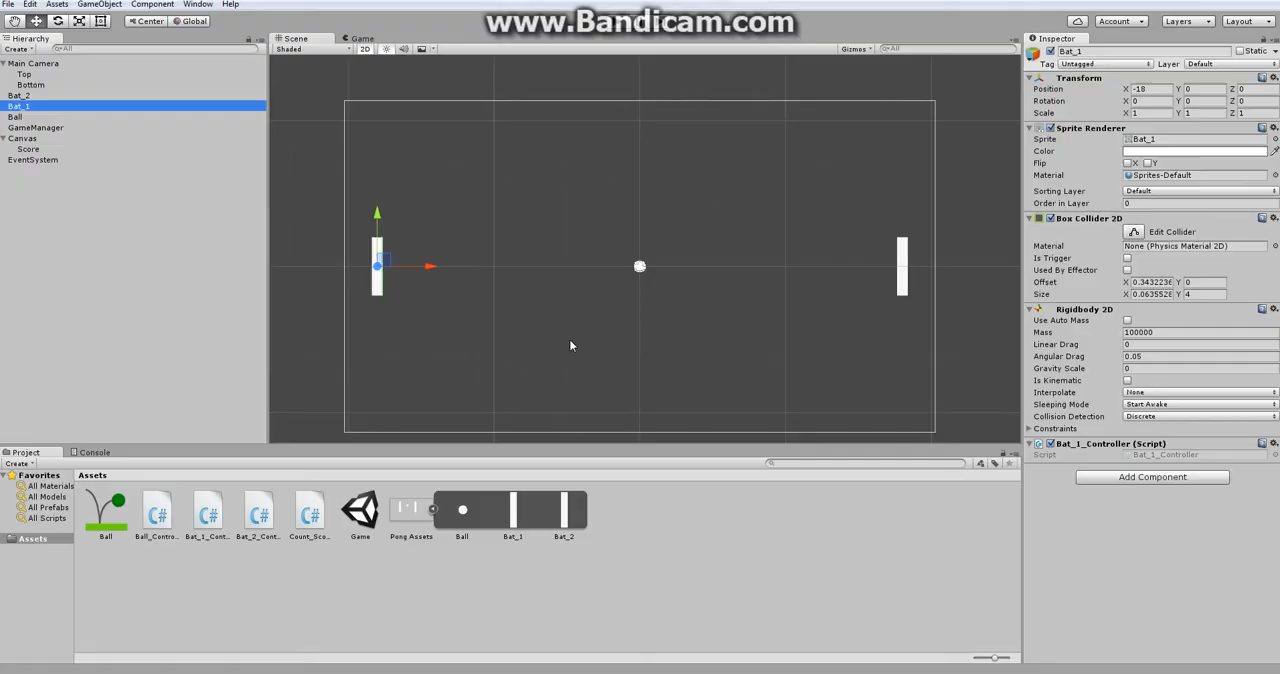 www.Bandicam.com
File Edit Assets GameObject Component Window Help
Center Global Account Layers Layout
Hierarchy
Create All
Main Camera
Top
Bottom
Bat_2
Bat_1
Ball
GameManager
Canvas
Score
EventSystem
Scene Game
Shaded 2D Gizmos All
Inspector
Bat_1 Static
Tag Untagged Layer Default
Transform
Position X -18 Y 0 Z 0
Rotation X 0 Y 0 Z 0
Scale X 1 Y 1 Z 1
Sprite Renderer
Sprite Bat_1
Color
Flip X Y
Material Sprites-Default
Sorting Layer Default
Order in Layer 0
Box Collider 2D
Edit Collider
Material None (Physics Material 2D)
Is Trigger
Used By Effector
Offset X 0.3432236 Y 0
Size X 0.0635528 Y 4
Rigidbody 2D
Use Auto Mass
Mass 100000
Linear Drag 0
Angular Drag 0.05
Gravity Scale 0
Is Kinematic
Interpolate None
Sleeping Mode Start Awake
Collision Detection Discrete
Constraints
Bat_1_Controller (Script)
Script Bat_1_Controller
Add Component
Project Console
Create
Favorites
All Materials
All Models
All Prefabs
All Scripts
Assets
Assets
C# C# C# C#
Ball Ball_Contro... Bat_1_Cont... Bat_2_Cont... Count_Sco... Game Pong Assets Ball Bat_1 Bat_2